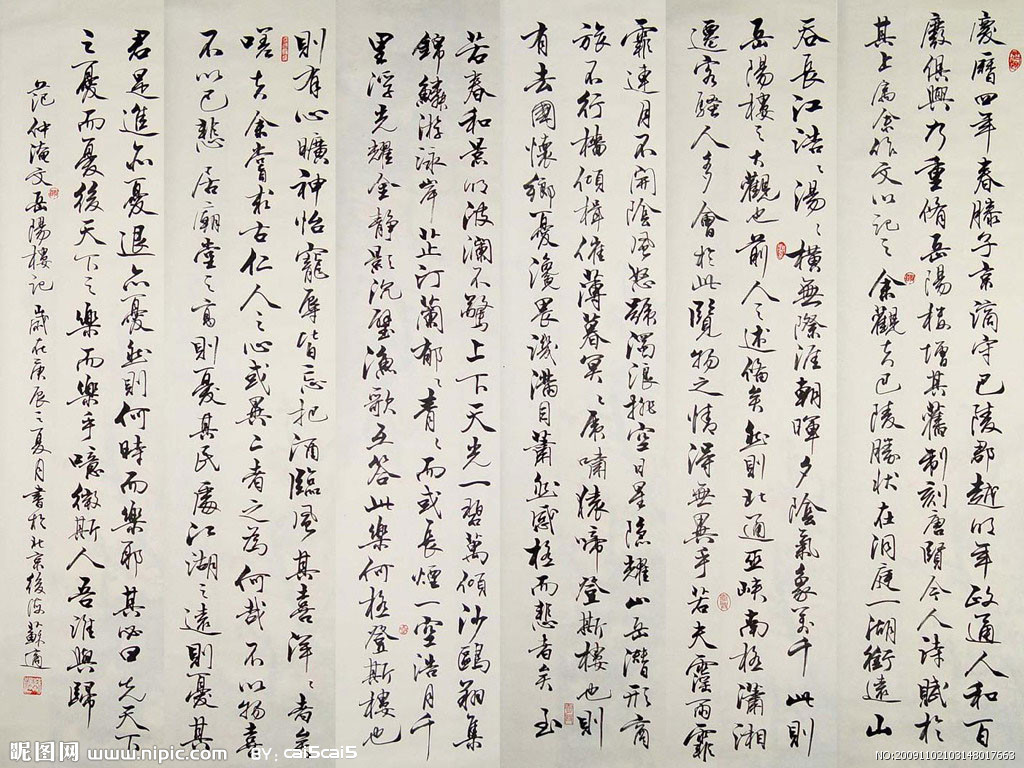 慶曆四年春滕子京謫守巴陵郡越明年政通人和百
廢俱興乃重脩岳陽樓增其舊制刻唐賢今人詩賦於
其上屬余作文以記之余觀夫巴陵勝狀在洞庭一湖銜遠山
吞長江浩々湯々橫無際涯朝暉夕陰氣象萬千此則
岳陽樓之大觀也前人之述備矣然則北通巫峽南極瀟湘
遷客騷人多會於此覽物之情得無異乎若夫霪雨霏
霏連月不開陰風怒號濁浪排空日星隱耀山岳潛形商
旅不行檣傾楫摧薄暮冥々虎嘯猿啼登斯樓也則
有去國懷鄉憂讒畏譏滿目蕭然感極而悲者矣至
若春和景明波瀾不驚上下天光一碧萬頃沙鷗翔集
錦鱗游泳岸芷汀蘭郁々青々而或長煙一空浩月千
里浮光耀金靜影沉璧漁歌互答此樂何極登斯樓也
則有心曠神怡寵辱皆忘把酒臨風其喜洋々者矣
嗟夫余嘗求古仁人之心或異二者之為何哉不以物喜
不以己悲居廟堂之高則憂其民處江湖之遠則憂其
君是進亦憂退亦憂然則何時而樂耶其必曰先天下
之憂而憂後天下之樂而樂乎噫微斯人吾誰與歸
范仲淹文岳陽樓記歲在庚辰之夏月書於北京後海蘇適
昵图网 www.nipic.com BY: cai5cai5
NO:20091102103148017663